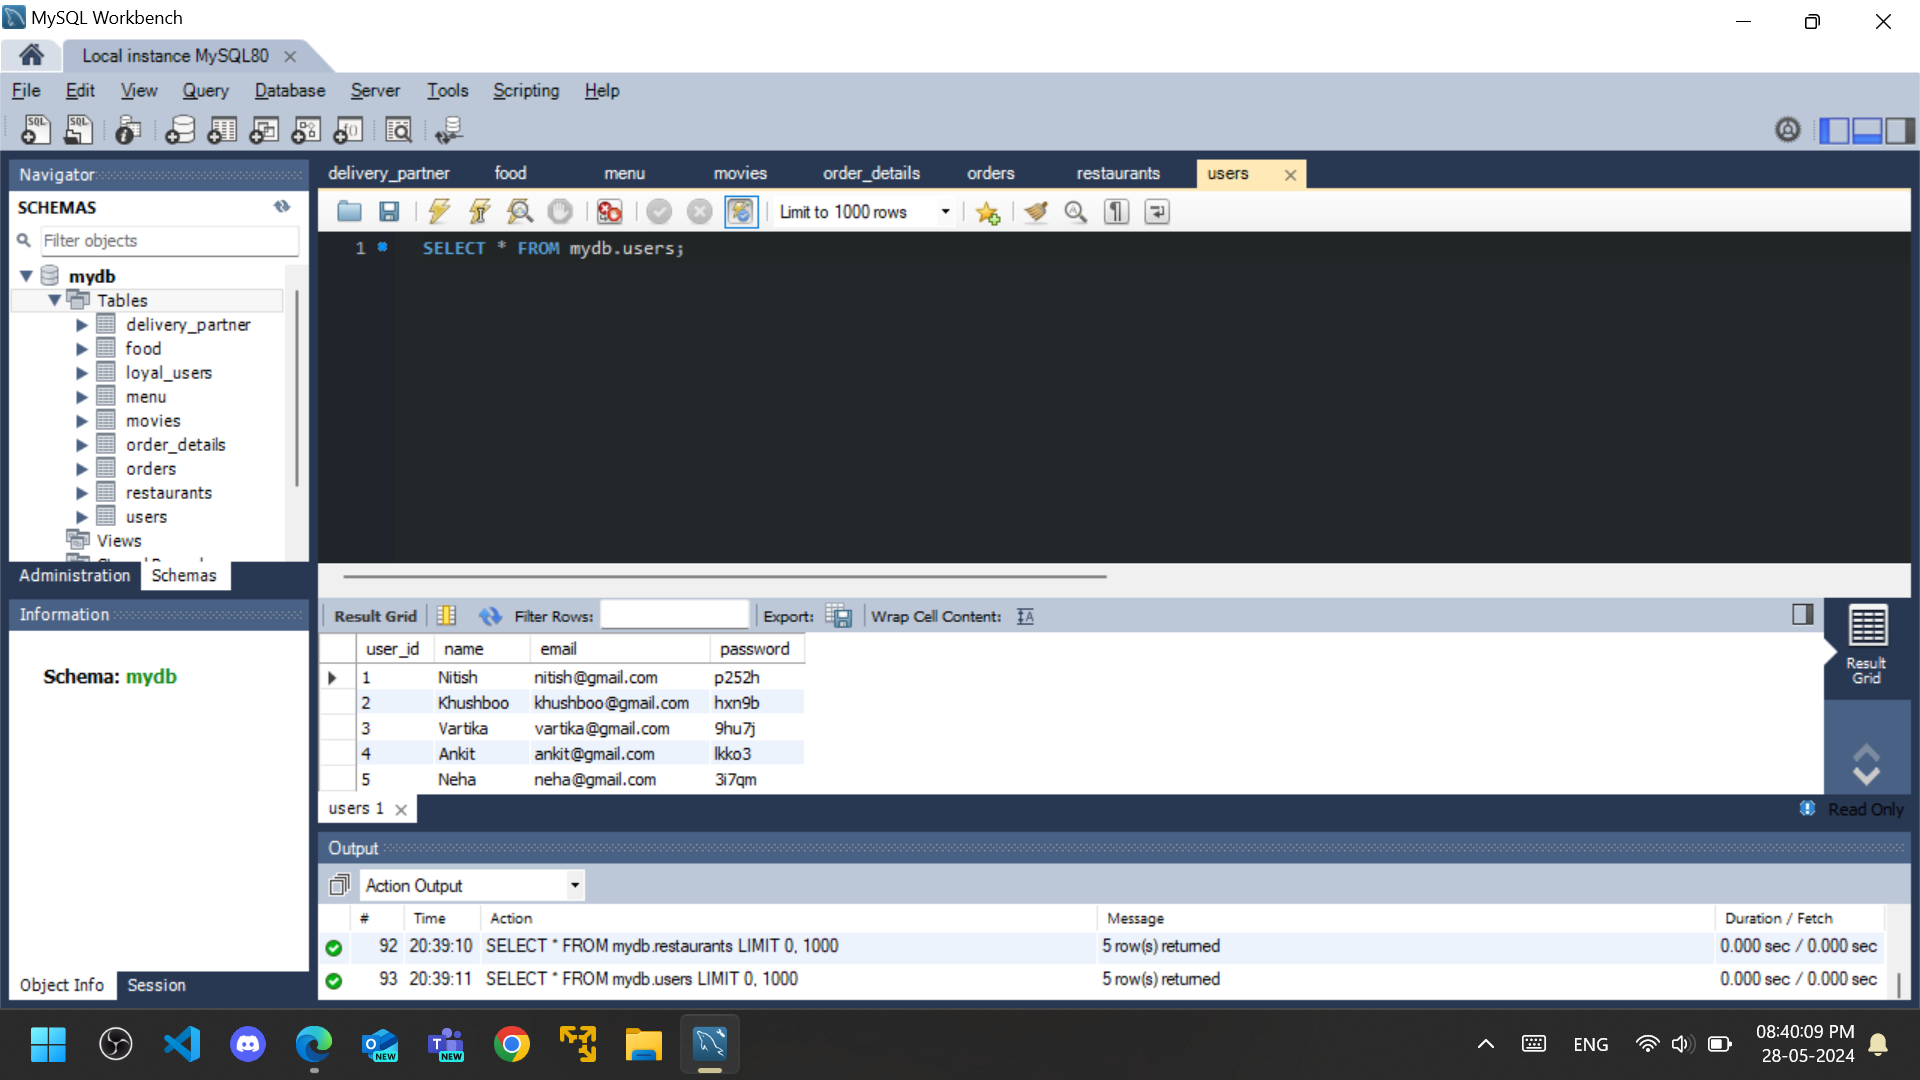 MySQL Workbench
Local instance MySQL80
File Edit View Query Database Server Tools Scripting Help
Navigator
SCHEMAS
Filter objects
mydb
Tables
delivery_partner
food
loyal_users
menu
movies
order_details
orders
restaurants
users
Views
Administration Schemas
Information
Schema: mydb
Object Info Session
delivery_partner food menu movies order_details orders restaurants users
Limit to 1000 rows
1 SELECT * FROM mydb.users;
Result Grid Filter Rows: Export: Wrap Cell Content:
user_id name email password
1 Nitish nitish@gmail.com p252h
2 Khushboo khushboo@gmail.com hxn9b
3 Vartika vartika@gmail.com 9hu7j
4 Ankit ankit@gmail.com lkko3
5 Neha neha@gmail.com 3i7qm
Result
Grid
users 1
Read Only
Output
Action Output
# Time Action Message Duration / Fetch
92 20:39:10 SELECT * FROM mydb.restaurants LIMIT 0, 1000 5 row(s) returned 0.000 sec / 0.000 sec
93 20:39:11 SELECT * FROM mydb.users LIMIT 0, 1000 5 row(s) returned 0.000 sec / 0.000 sec
NEW
NEW
ENG
08:40:09 PM
28-05-2024